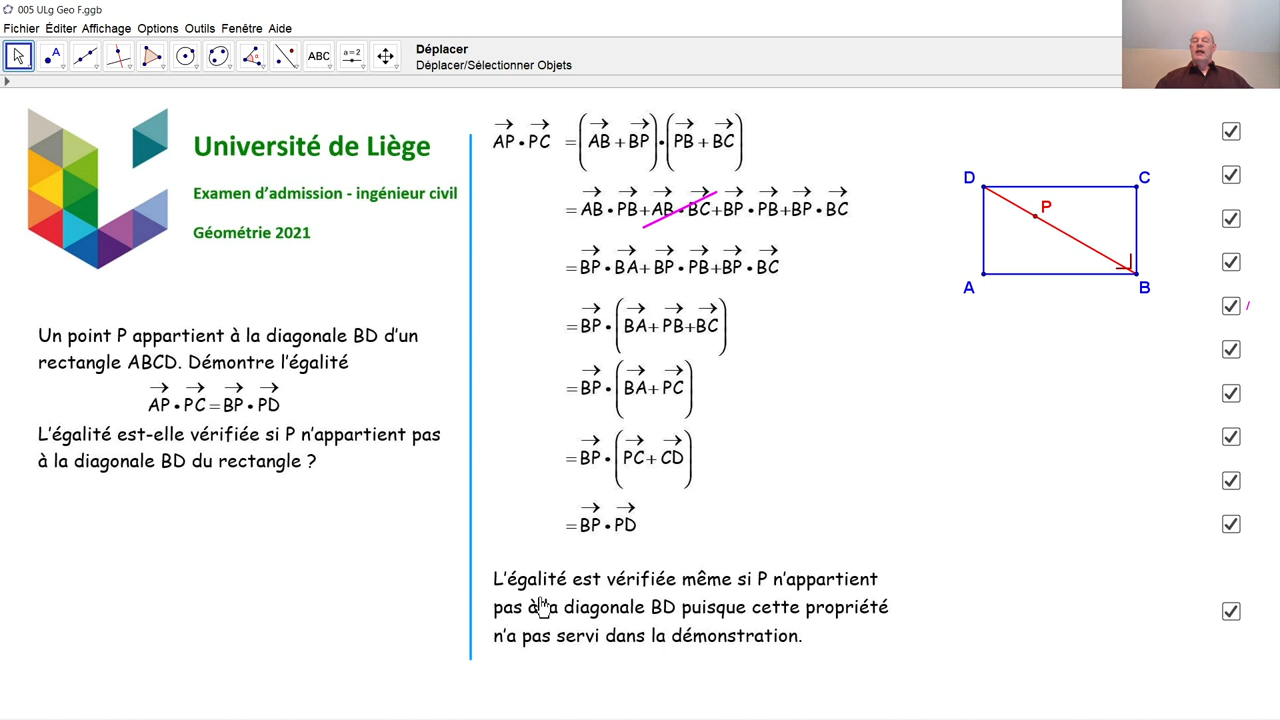 005 ULg Geo F.ggb
Fichier Éditer Affichage Options Outils Fenêtre Aide
A ABC a=2
Déplacer
Déplacer/Sélectionner Objets
Université de Liège
Examen d'admission - ingénieur civil
Géométrie 2021
Un point P appartient à la diagonale BD d'un
rectangle ABCD. Démontre l'égalité
AP • PC = BP • PD
L'égalité est-elle vérifiée si P n'appartient pas
à la diagonale BD du rectangle ?
AP • PC = (AB + BP) • (PB + BC)
= AB • PB + AB • BC + BP • PB + BP • BC
= BP • BA + BP • PB + BP • BC
= BP • (BA + PB + BC)
= BP • (BA + PC)
= BP • (PC + CD)
= BP • PD
L'égalité est vérifiée même si P n'appartient
pas à la diagonale BD puisque cette propriété
n'a pas servi dans la démonstration.
D C
P
A B